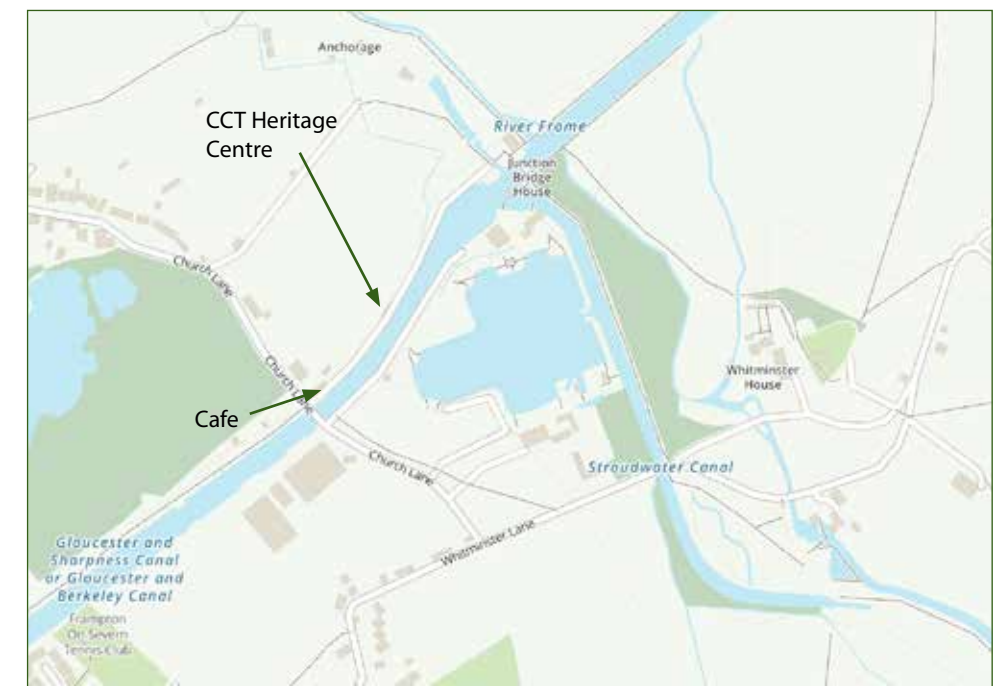 Anchorage
CCT Heritage
Centre
River Frome
Junction
Bridge
House
Church Lane
Church Lane
Whitminster
House
Cafe
Church Lane
Stroudwater Canal
Whitminster Lane
Gloucester and
Sharpness Canal
or Gloucester and
Berkeley Canal
Frampton
On Severn
Tennis Club